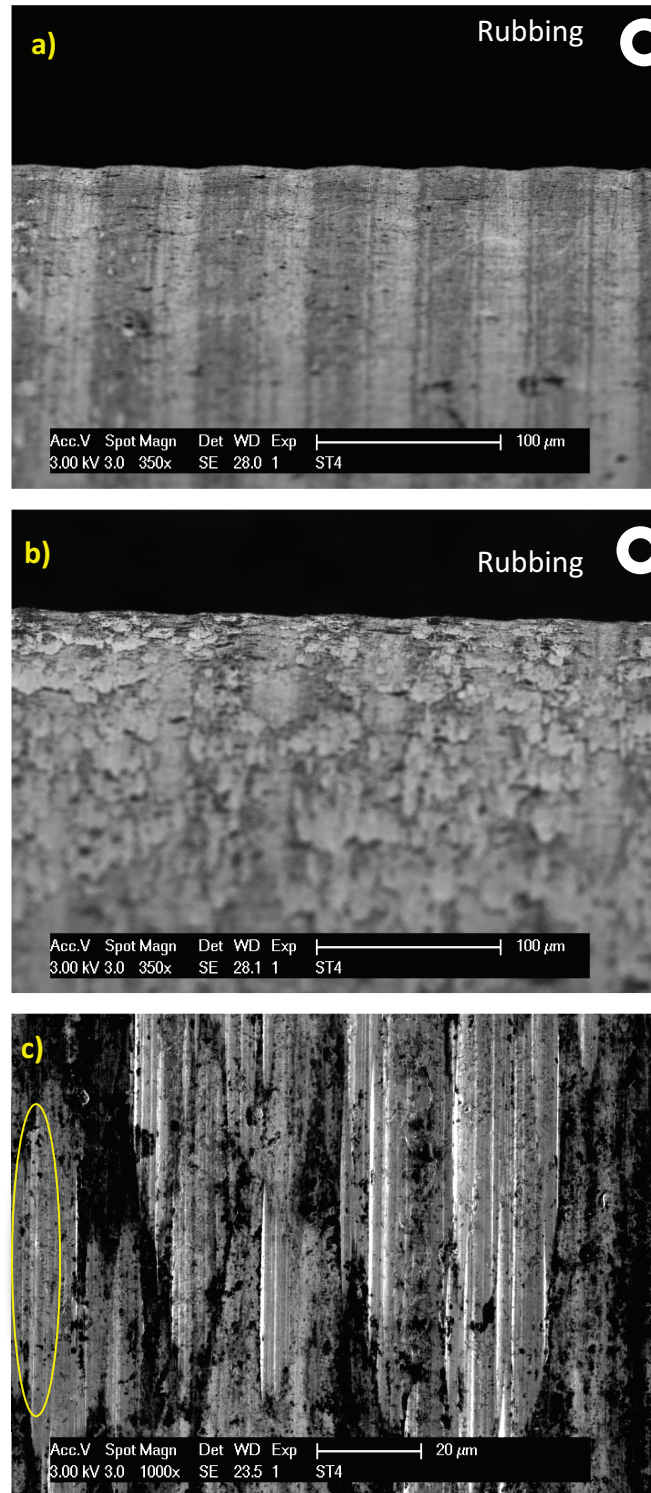 a)
Rubbing
Acc.V Spot Magn Det WD Exp 100 µm
3.00 kV 3.0 350x SE 28.0 1 ST4
b)
Rubbing
Acc.V Spot Magn Det WD Exp 100 µm
3.00 kV 3.0 350x SE 28.1 1 ST4
c)
Acc.V Spot Magn Det WD Exp 20 µm
3.00 kV 3.0 1000x SE 23.5 1 ST4